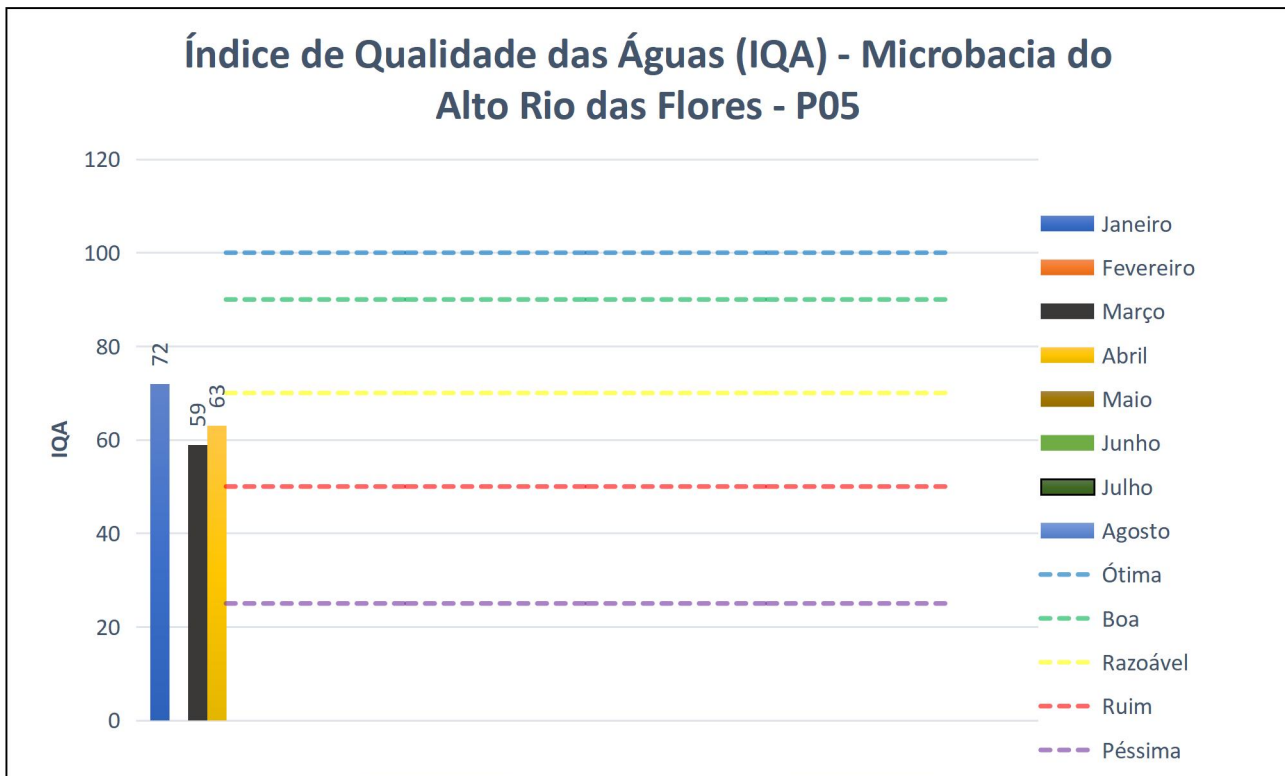 Índice de Qualidade das Águas (IQA) - Microbacia do
Alto Rio das Flores - P05
120
100
80
60
40
20
0
IQA
72
59
63
Janeiro
Fevereiro
Março
Abril
Maio
Junho
Julho
Agosto
Ótima
Boa
Razoável
Ruim
Péssima